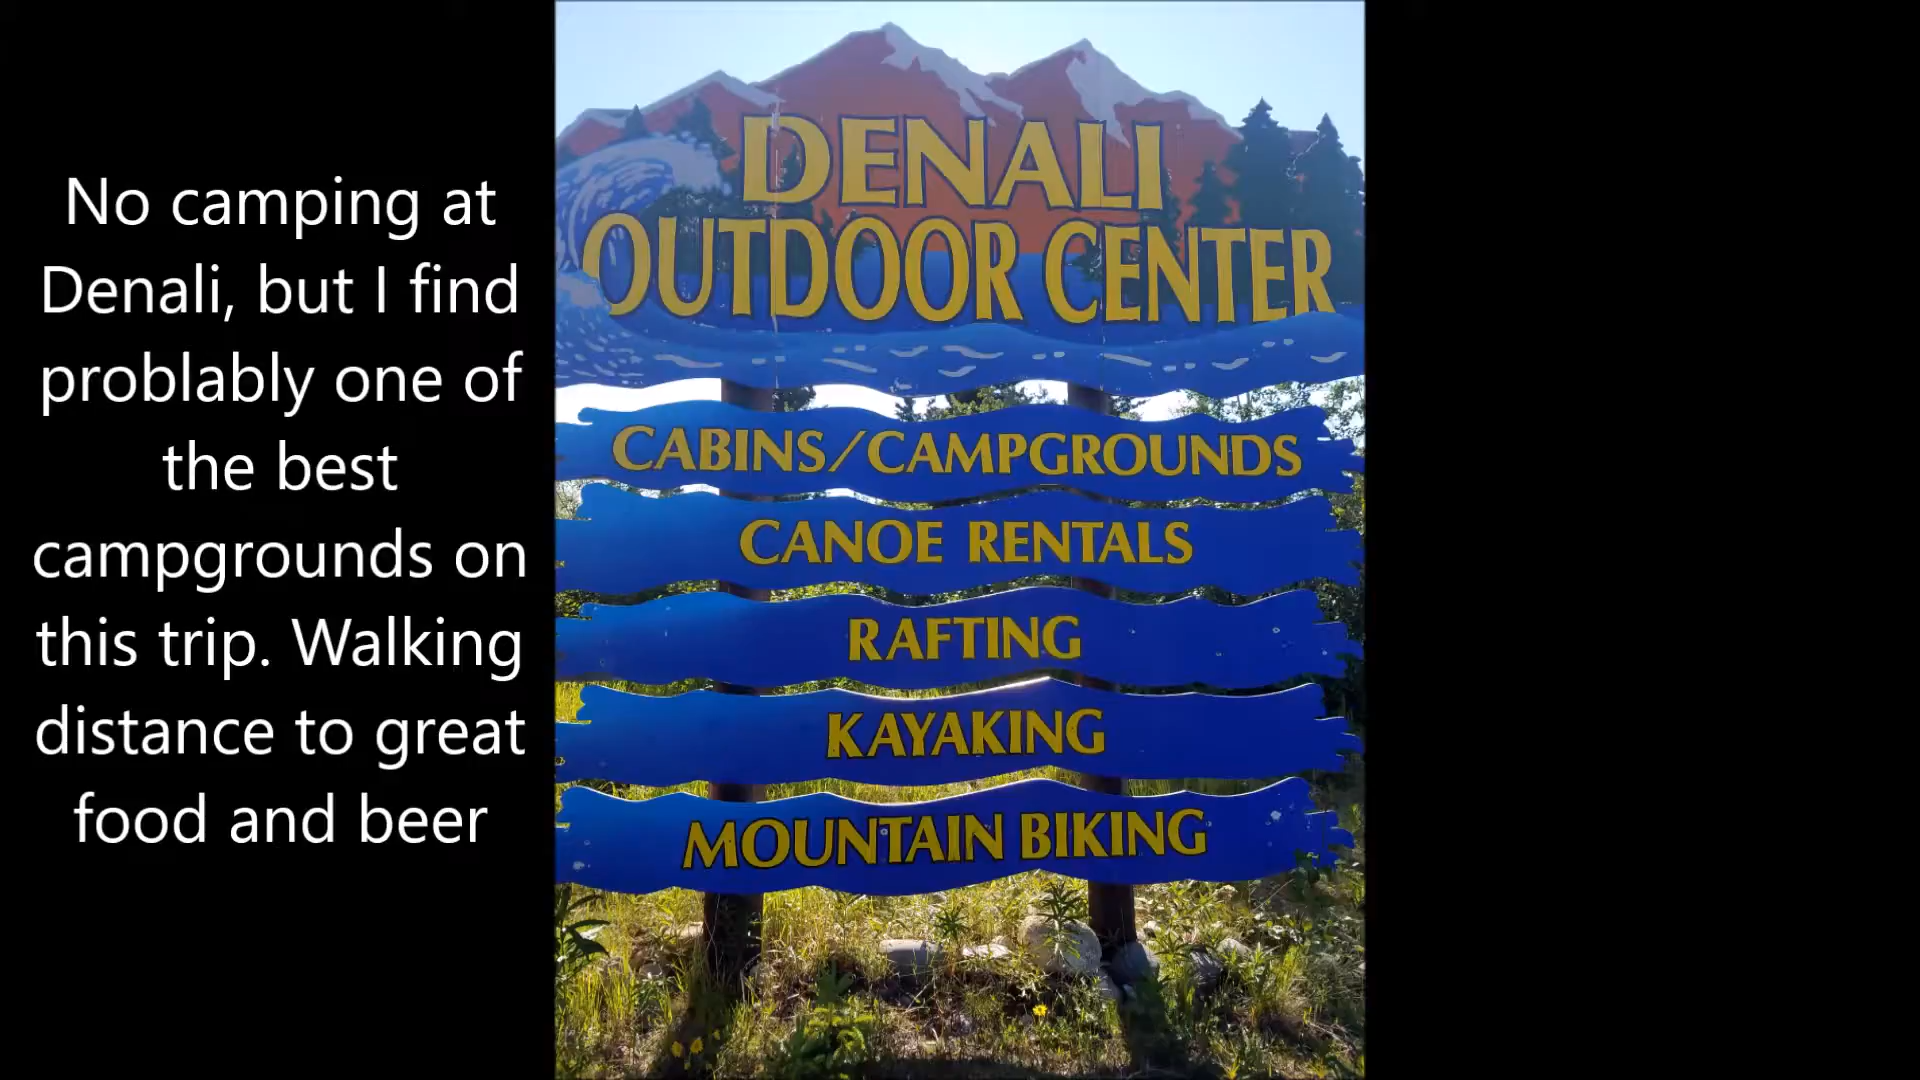 No camping at
Denali, but I find
problably one of
the best
campgrounds on
this trip. Walking
distance to great
food and beer
DENALI
OUTDOOR CENTER
CABINS/CAMPGROUNDS
CANOE RENTALS
RAFTING
KAYAKING
MOUNTAIN BIKING